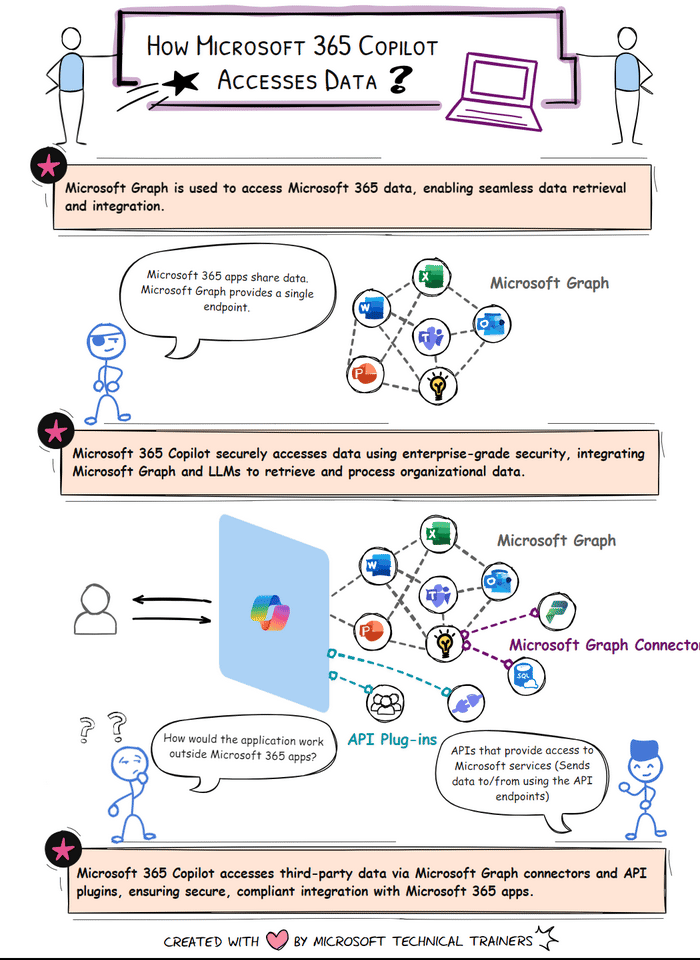 How Microsoft 365 Copilot
Accesses Data ?
Microsoft Graph is used to access Microsoft 365 data, enabling seamless data retrieval
and integration.
Microsoft 365 apps share data.
Microsoft Graph provides a single
endpoint.
Microsoft Graph
X
W
T
O
P
Microsoft 365 Copilot securely accesses data using enterprise-grade security, integrating
Microsoft Graph and LLMs to retrieve and process organizational data.
Microsoft Graph
X
W
T
O
P
Microsoft Graph Connector
SQL
API Plug-ins
? ?
How would the application work
outside Microsoft 365 apps?
APIs that provide access to
Microsoft services (Sends
data to/from using the API
endpoints)
Microsoft 365 Copilot accesses third-party data via Microsoft Graph connectors and API
plugins, ensuring secure, compliant integration with Microsoft 365 apps.
CREATED WITH BY MICROSOFT TECHNICAL TRAINERS